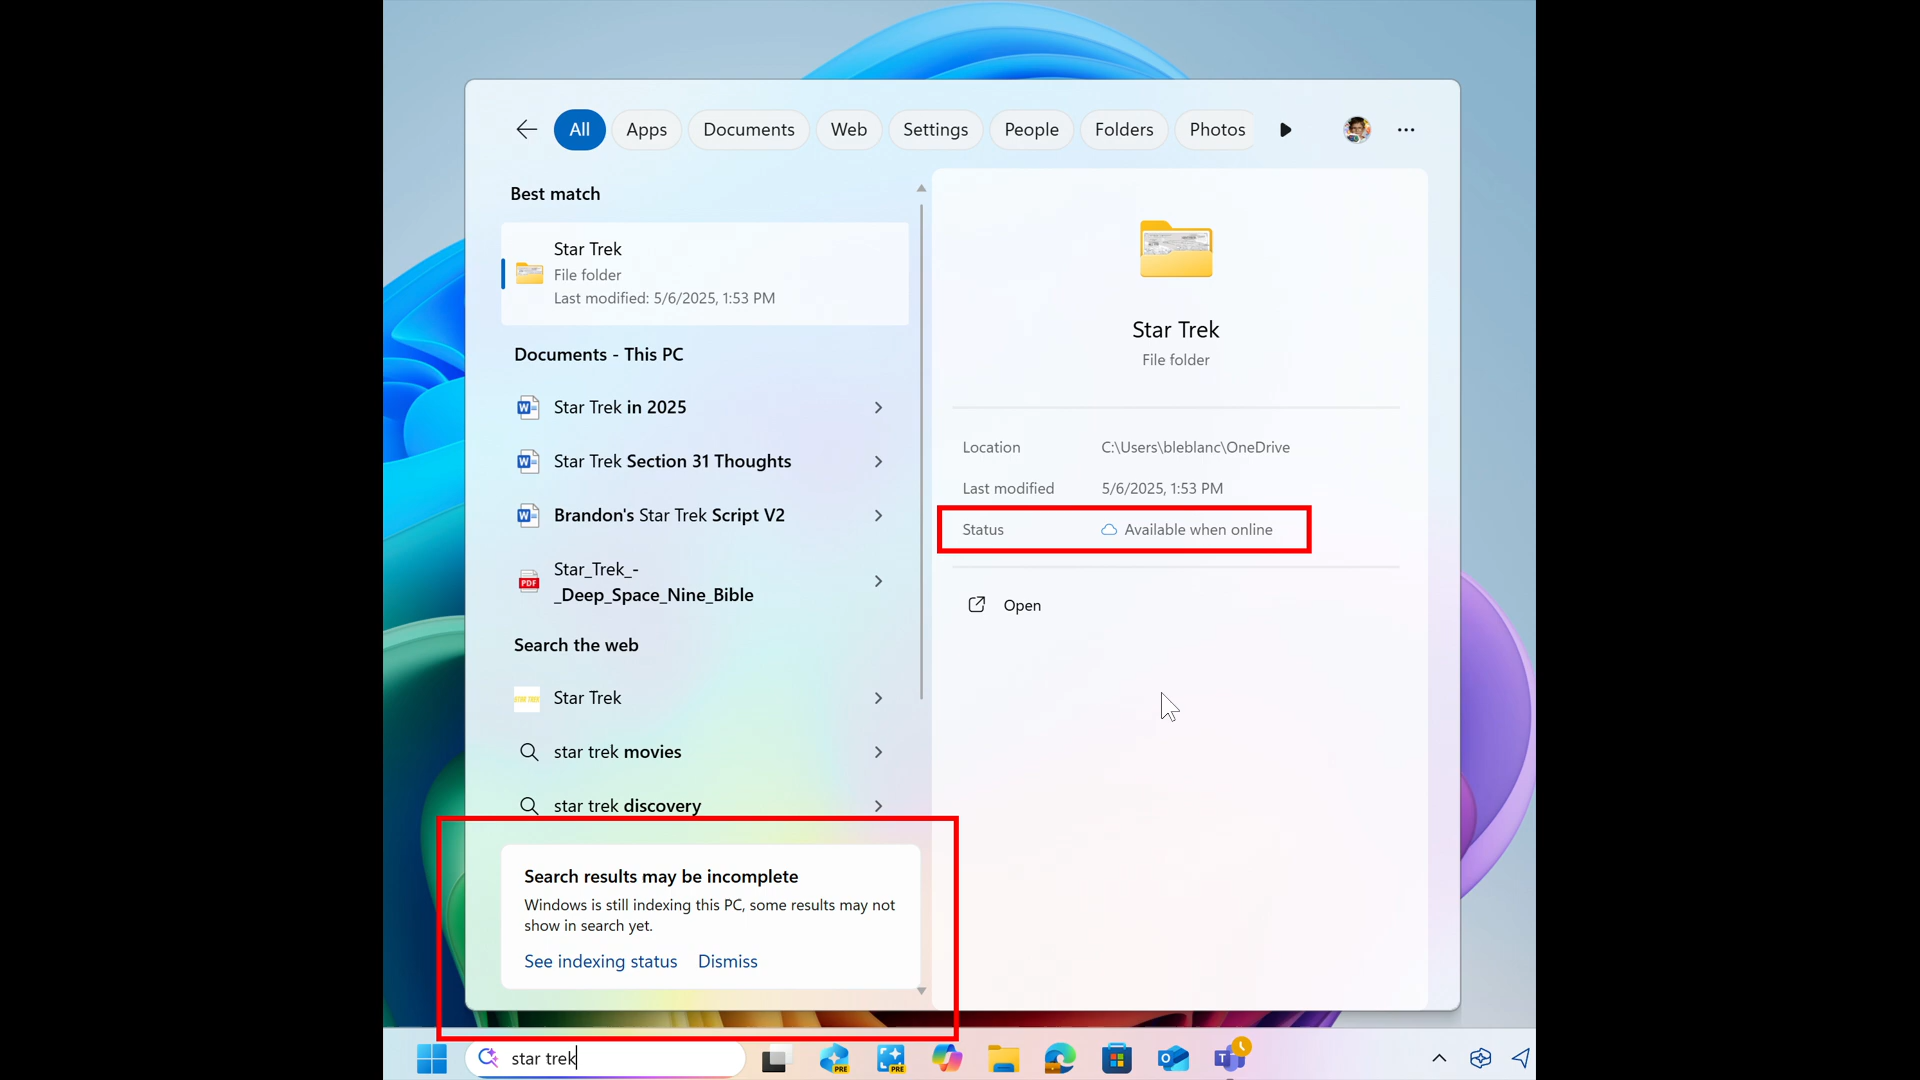 All
Apps
Documents
Web
Settings
People
Folders
Photos
Best match
Star Trek
File folder
Last modified: 5/6/2025, 1:53 PM
Documents - This PC
Star Trek in 2025
Star Trek Section 31 Thoughts
Brandon's Star Trek Script V2
PDF
Star_Trek_-
_Deep_Space_Nine_Bible
Search the web
STAR TREK
Star Trek
star trek movies
star trek discovery
Search results may be incomplete
Windows is still indexing this PC, some results may not
show in search yet.
See indexing status Dismiss
Star Trek
File folder
Location C:\Users\bleblanc\OneDrive
Last modified 5/6/2025, 1:53 PM
Status Available when online
Open
star trek
PRE
PRE